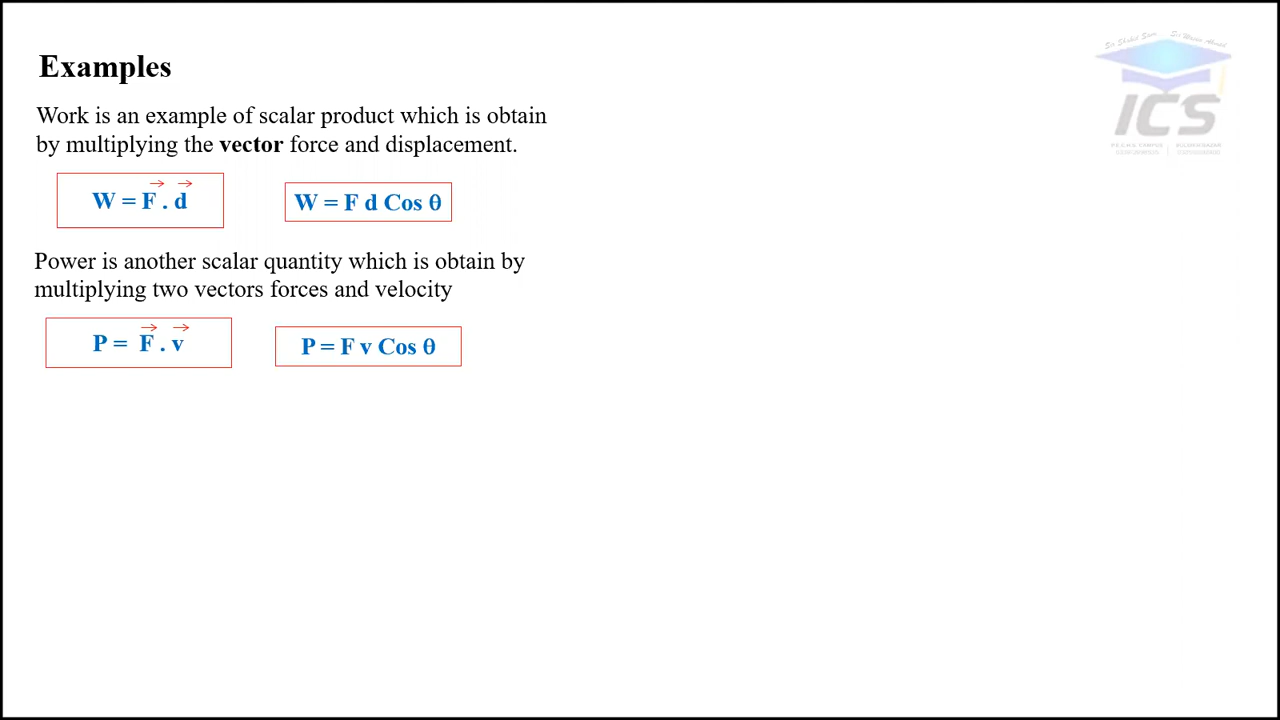 Examples
Work is an example of scalar product which is obtain
by multiplying the vector force and displacement.
W = F⃗ . d⃗
W = F d Cos θ
Power is another scalar quantity which is obtain by
multiplying two vectors forces and velocity
P = F⃗ . v⃗
P = F v Cos θ
ICS